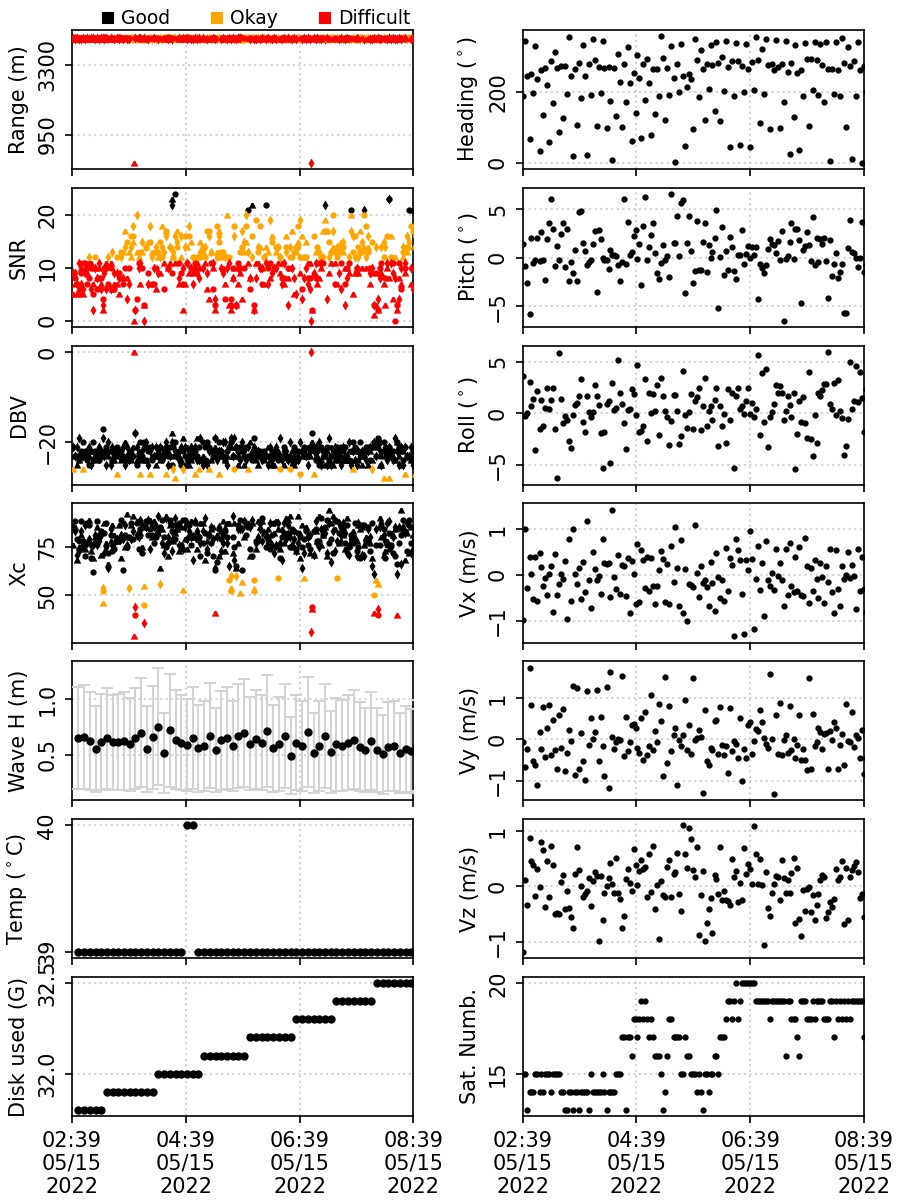 Good Okay Difficult
Range (m)
3300
950
Heading (°)
200
0
SNR
20
10
0
Pitch (°)
5
0
−5
DBV
0
−20
Roll (°)
5
0
−5
Xc
75
50
Vx (m/s)
1
0
−1
Wave H (m)
1.0
0.5
Vy (m/s)
1
0
−1
Temp (°C)
40
39
Vz (m/s)
1
0
−1
Disk used (G)
32.5
32.0
Sat. Numb.
20
15
02:39 04:39 06:39 08:39 02:39 04:39 06:39 08:39
05/15 05/15 05/15 05/15 05/15 05/15 05/15 05/15
2022 2022 2022 2022 2022 2022 2022 2022